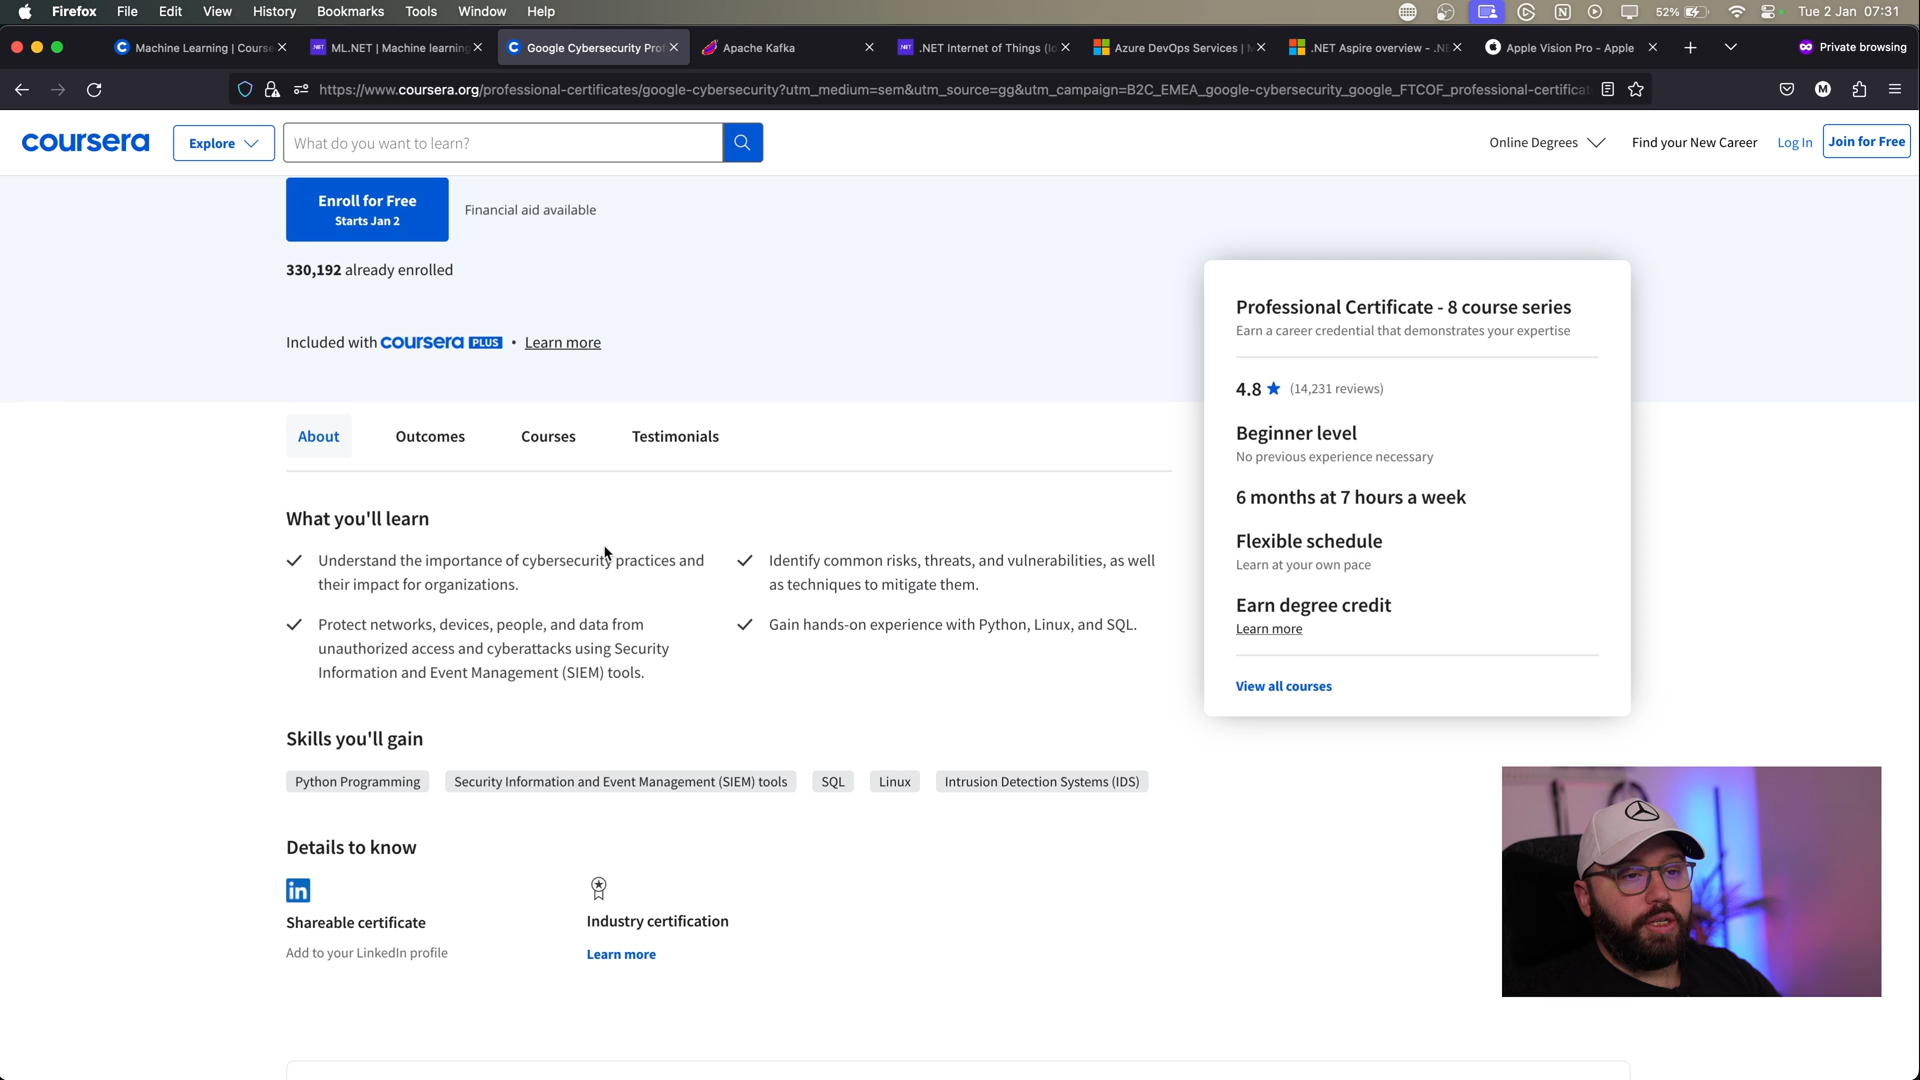 Firefox File Edit View History Bookmarks Tools Window Help 52% Tue 2 Jan 07:31
Machine Learning | Course ML.NET | Machine learning Google Cybersecurity Prof Apache Kafka .NET Internet of Things (Io Azure DevOps Services | M .NET Aspire overview - .NE Apple Vision Pro - Apple Private browsing
https://www.coursera.org/professional-certificates/google-cybersecurity?utm_medium=sem&utm_source=gg&utm_campaign=B2C_EMEA_google-cybersecurity_google_FTCOF_professional-certificat
coursera Explore What do you want to learn? Online Degrees Find your New Career Log In Join for Free
Enroll for Free
Starts Jan 2
Financial aid available
330,192 already enrolled
Included with coursera PLUS • Learn more
About Outcomes Courses Testimonials
What you'll learn
Understand the importance of cybersecurity practices and
their impact for organizations.
Identify common risks, threats, and vulnerabilities, as well
as techniques to mitigate them.
Protect networks, devices, people, and data from
unauthorized access and cyberattacks using Security
Information and Event Management (SIEM) tools.
Gain hands-on experience with Python, Linux, and SQL.
Skills you'll gain
Python Programming Security Information and Event Management (SIEM) tools SQL Linux Intrusion Detection Systems (IDS)
Details to know
in
Shareable certificate
Add to your LinkedIn profile
Industry certification
Learn more
Professional Certificate - 8 course series
Earn a career credential that demonstrates your expertise
4.8 (14,231 reviews)
Beginner level
No previous experience necessary
6 months at 7 hours a week
Flexible schedule
Learn at your own pace
Earn degree credit
Learn more
View all courses